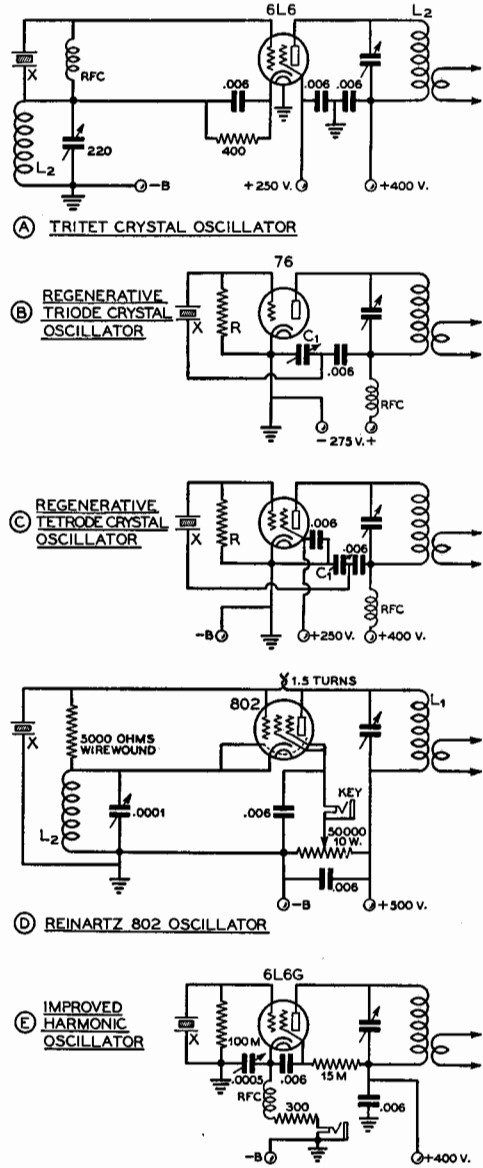 6L6
L2
X
RFC
.006
.006
.006
L2
220
400
-B
+250 V.
+400 V.
A TRITET CRYSTAL OSCILLATOR
76
B REGENERATIVE
TRIODE CRYSTAL
OSCILLATOR
X
R
C1
.006
RFC
- 275 V. +
C REGENERATIVE
TETRODE CRYSTAL
OSCILLATOR
X
R
.006
.006
C1
RFC
-B
+250V.
+400 V.
1.5 TURNS
802
L1
X
5000 OHMS
WIREWOUND
L2
.0001
.006
KEY
50000
10 W.
.006
-B
+500 V.
D REINARTZ 802 OSCILLATOR
6L6G
E IMPROVED
HARMONIC
OSCILLATOR
X
100 M
.0005
.006
15 M
RFC
300
.006
-B
+400 V.